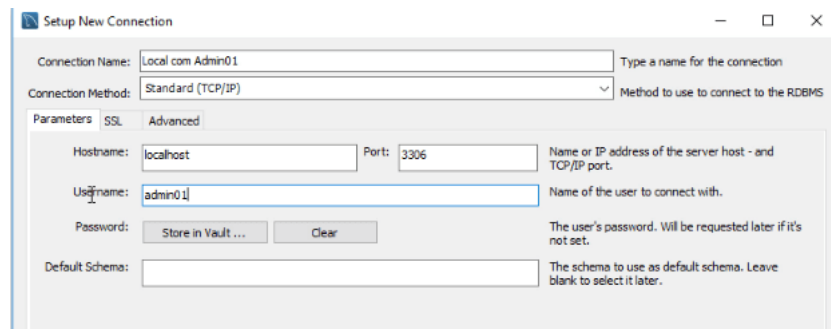 Setup New Connection
Connection Name: Local com Admin01 Type a name for the connection
Connection Method: Standard (TCP/IP) Method to use to connect to the RDBMS
Parameters SSL Advanced
Hostname: localhost Port: 3306 Name or IP address of the server host - and
TCP/IP port.
Username: admin01 Name of the user to connect with.
Password: Store in Vault ... Clear The user's password. Will be requested later if it's
not set.
Default Schema: The schema to use as default schema. Leave
blank to select it later.